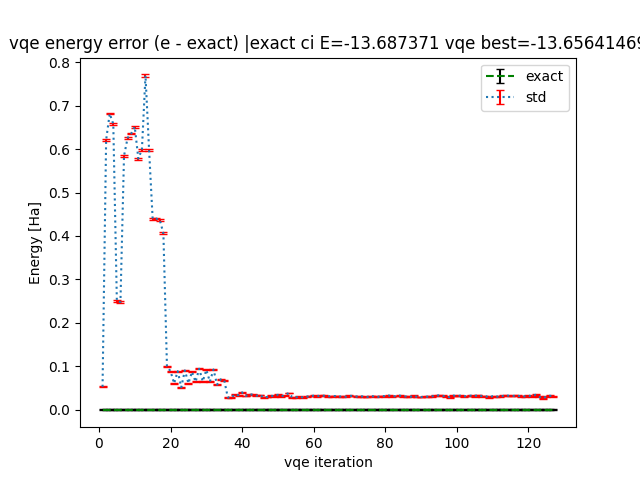 vqe energy error (e - exact) |exact ci E=-13.687371 vqe best=-13.65641469
0.8
0.7
0.6
0.5
0.4
0.3
0.2
0.1
0.0
Energy [Ha]
exact
std
0 20 40 60 80 100 120
vqe iteration